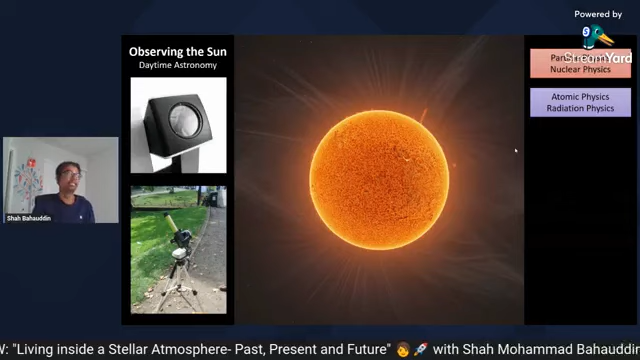 Powered by
StreamYard
Observing the Sun
Daytime Astronomy
Nuclear Physics
Atomic Physics
Radiation Physics
Shah Bahauddin
W: "Living inside a Stellar Atmosphere- Past, Present and Future" 🧑🚀 with Shah Mohammad Bahauddin